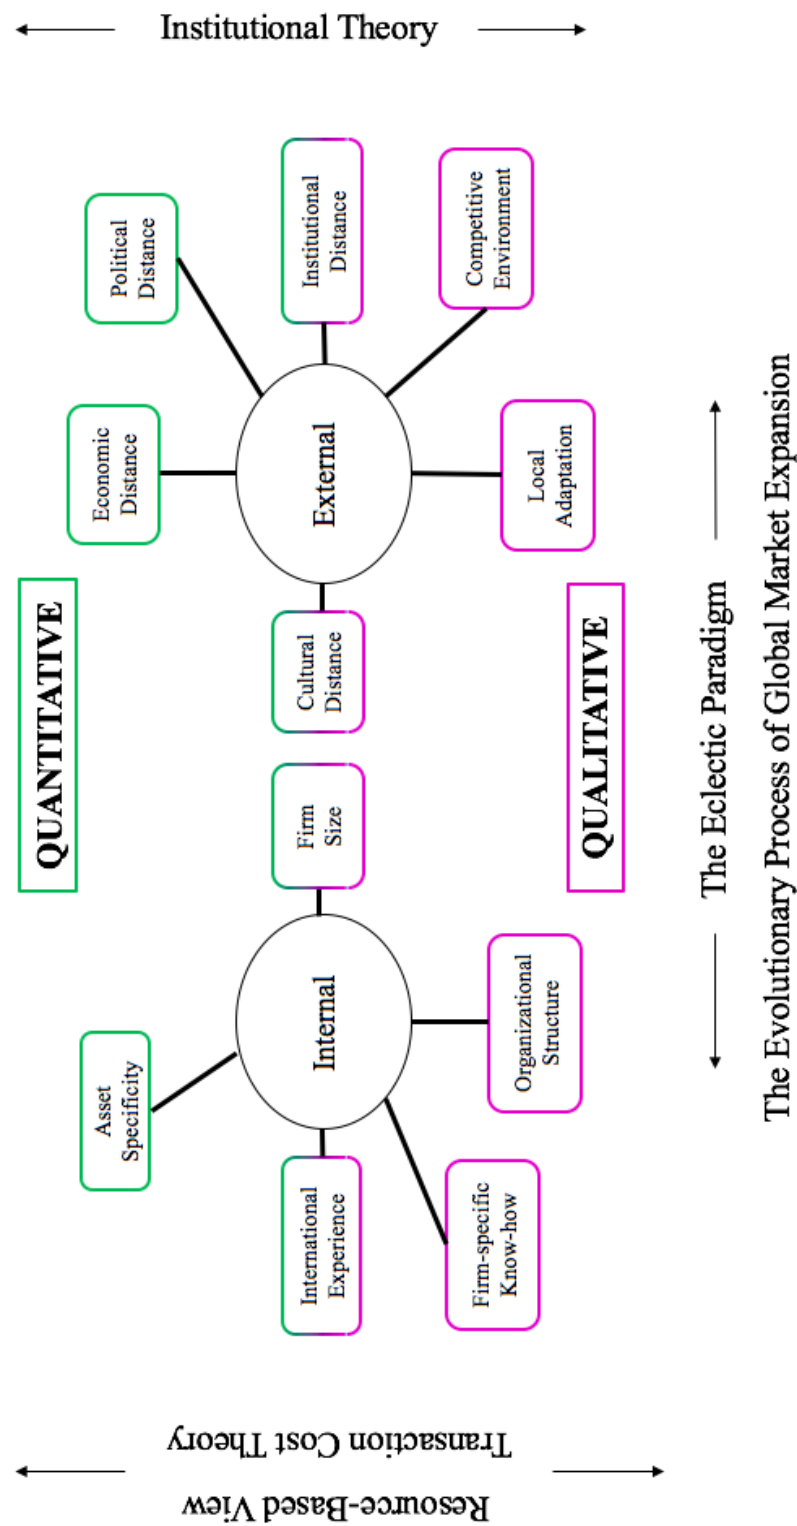 QUANTITATIVE
Asset
Specificity
Economic
Distance
Political
Distance
International
Experience
Internal
Firm
Size
Cultural
Distance
External
Institutional
Distance
Firm-specific
Know-how
Organizational
Structure
Local
Adaptation
Competitive
Environment
QUALITATIVE
Resource-Based View
Transaction Cost Theory
Institutional Theory
The Eclectic Paradigm
The Evolutionary Process of Global Market Expansion